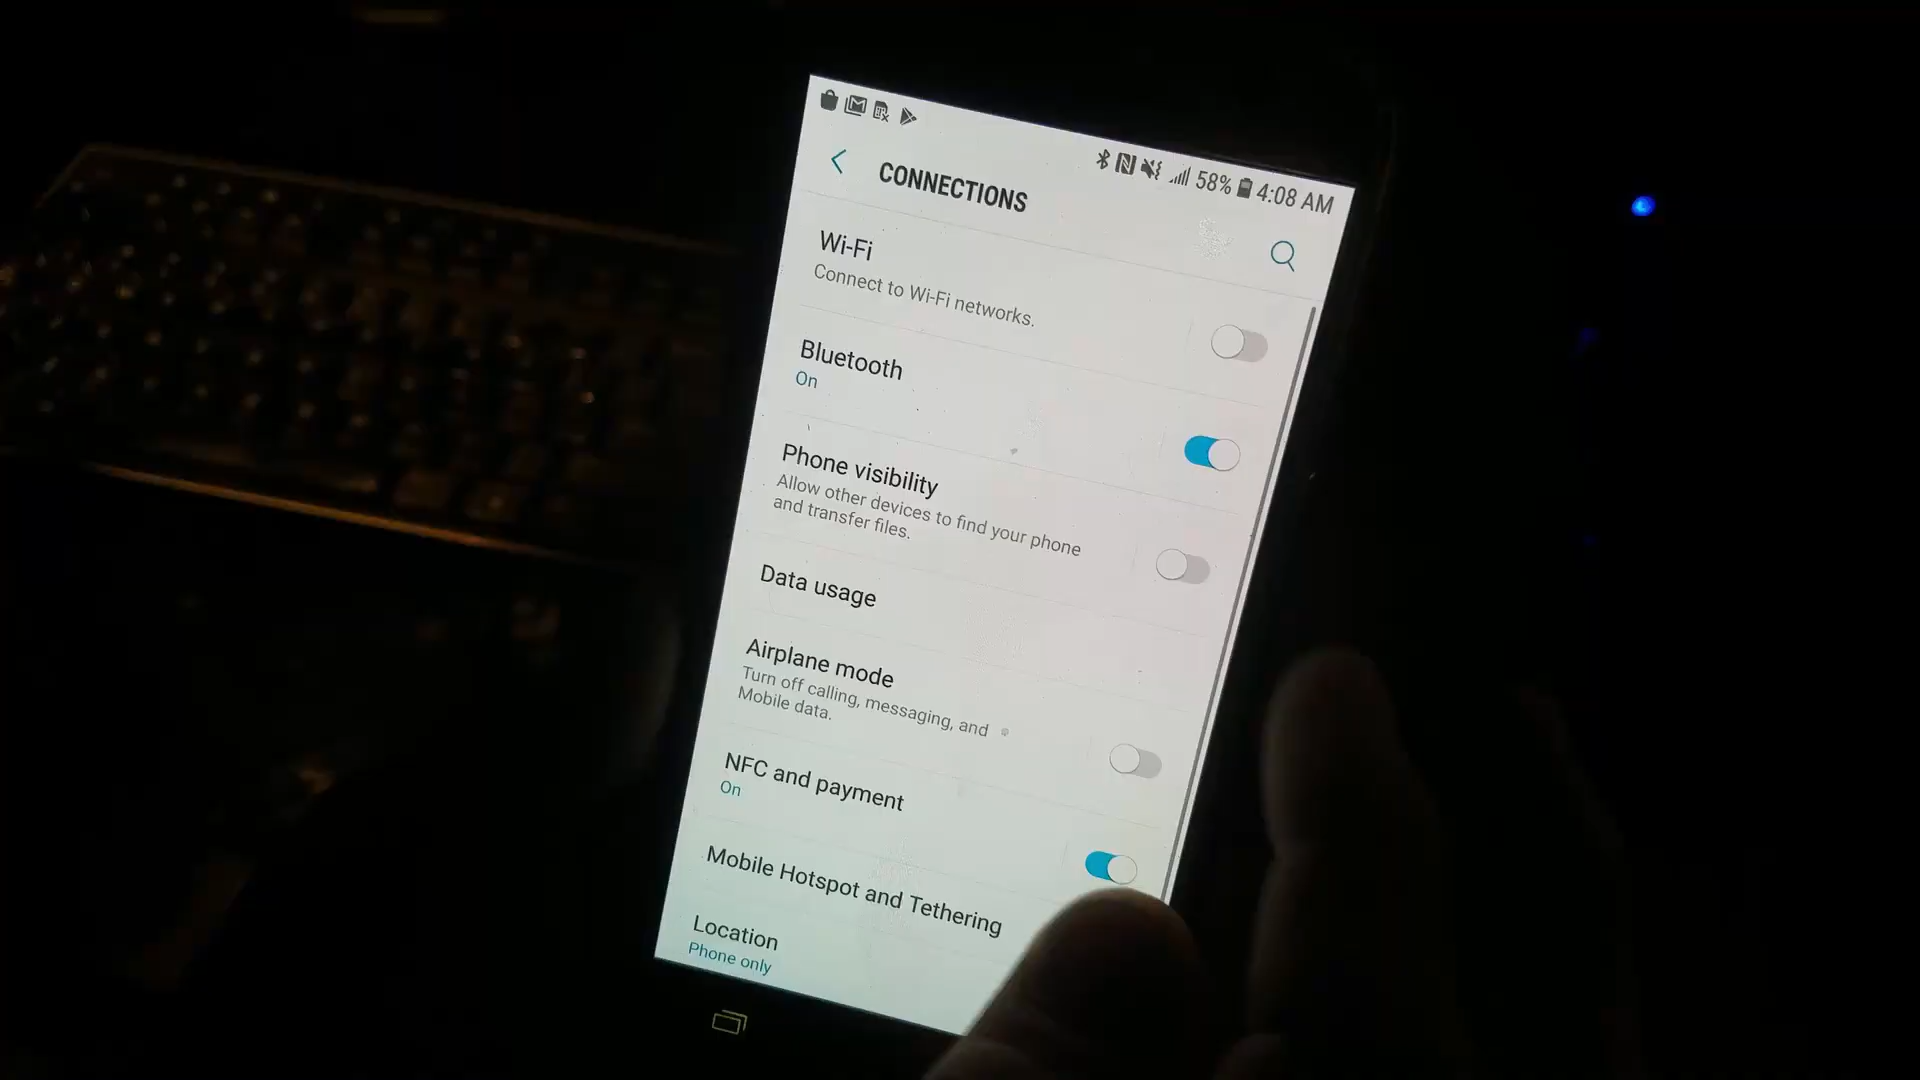 58% 4:08 AM
CONNECTIONS
Wi-Fi
Connect to Wi-Fi networks.
Bluetooth
On
Phone visibility
Allow other devices to find your phone
and transfer files.
Data usage
Airplane mode
Turn off calling, messaging, and
Mobile data.
NFC and payment
On
Mobile Hotspot and Tethering
Location
Phone only